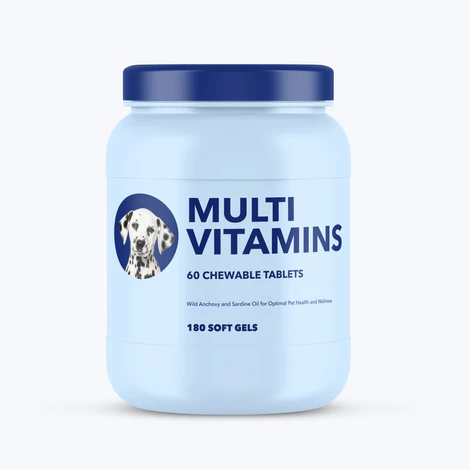 MULTI
VITAMINS
60 CHEWABLE TABLETS
Wild Anchovy and Sardine Oil for Optimal Pet Health and Wellness
180 SOFT GELS